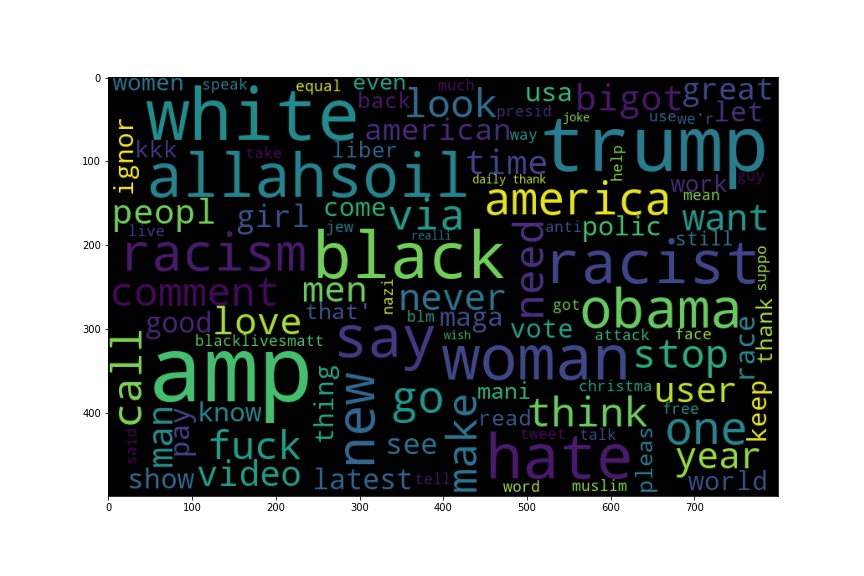 0
women speak equal even much
white back look usa bigot great
presid joke use we'r let
american way trump
ignor kkk take liber time help
100
allahsoil daily thank work guy
america mean
peopl girl come via want
live jew realli anti polic still
200
racism black need racist suppo
comment men nazi never got obama
that' blm maga
300
good love say vote attack face race thank
blacklivesmatt wish
call amp woman stop
thing new christma user
go mani free keep
400
man pay know make read think one
said fuck see tweet talk
hate pleas year
show video latest tell world
word muslim
0 100 200 300 400 500 600 700